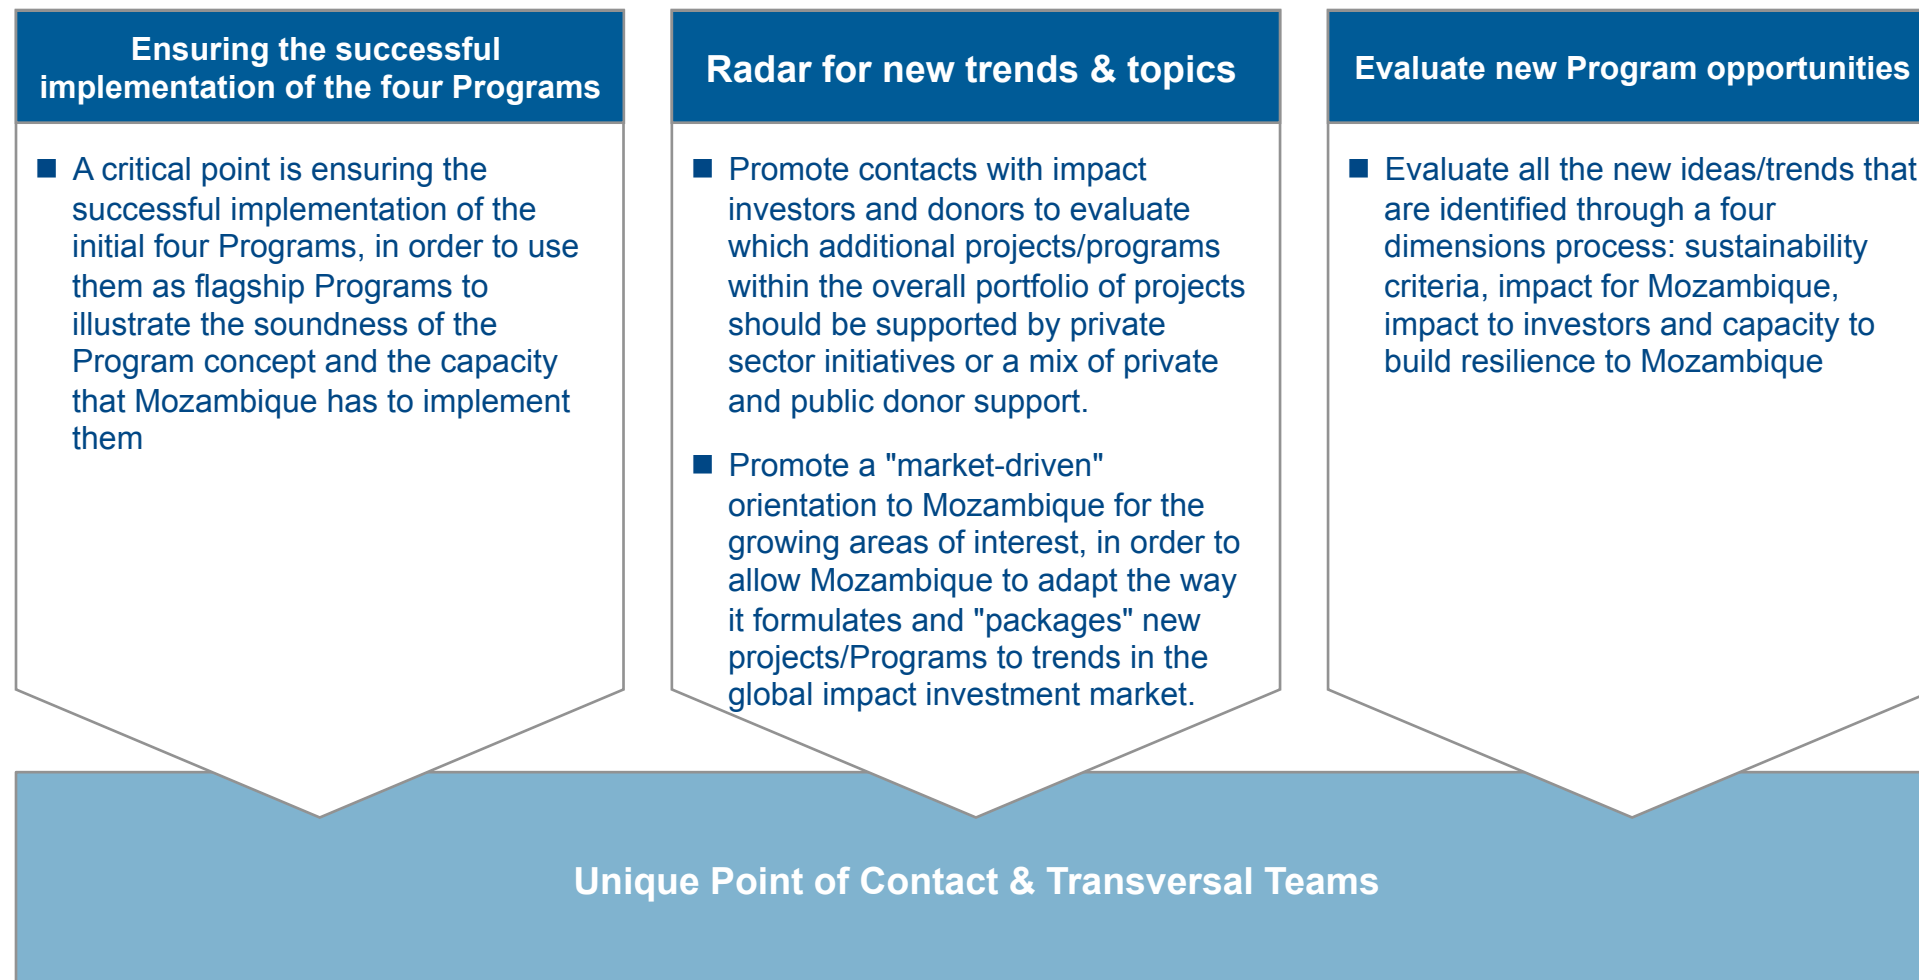 Ensuring the successful
implementation of the four Programs
■ A critical point is ensuring the
successful implementation of the
initial four Programs, in order to use
them as flagship Programs to
illustrate the soundness of the
Program concept and the capacity
that Mozambique has to implement
them
Radar for new trends & topics
■ Promote contacts with impact
investors and donors to evaluate
which additional projects/programs
within the overall portfolio of projects
should be supported by private
sector initiatives or a mix of private
and public donor support.
■ Promote a "market-driven"
orientation to Mozambique for the
growing areas of interest, in order to
allow Mozambique to adapt the way
it formulates and "packages" new
projects/Programs to trends in the
global impact investment market.
Evaluate new Program opportunities
■ Evaluate all the new ideas/trends that
are identified through a four
dimensions process: sustainability
criteria, impact for Mozambique,
impact to investors and capacity to
build resilience to Mozambique
Unique Point of Contact & Transversal Teams